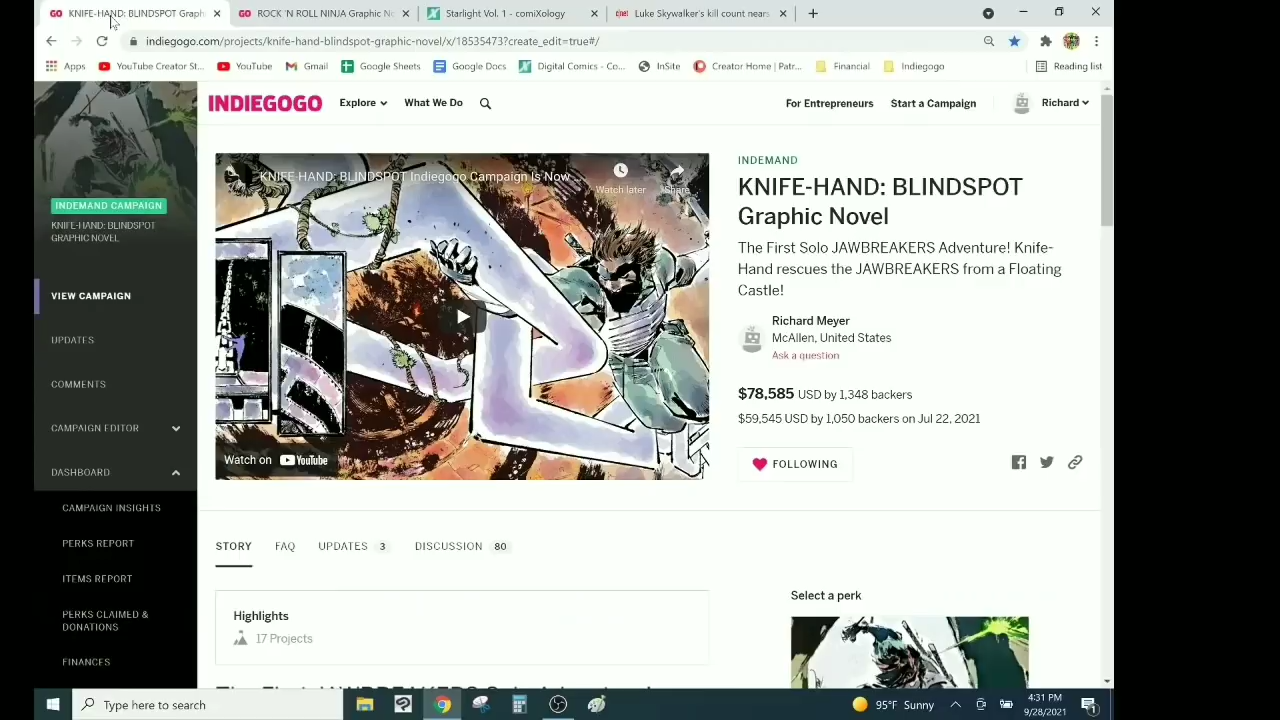 KNIFE-HAND: BLINDSPOT Graph
ROCK 'N ROLL NINJA Graphic No
Starlight Vol. 1 - comiXology
Luke Skywalker's kill count nears
indiegogo.com/projects/knife-hand-blindspot-graphic-novel/x/18535473?create_edit=true#/
Apps
YouTube Creator St...
YouTube
Gmail
Google Sheets
Google Docs
Digital Comics - Co...
InSite
Creator Home | Patr...
Financial
Indiegogo
Reading list
INDIEGOGO
Explore
What We Do
For Entrepreneurs
Start a Campaign
Richard
INDEMAND CAMPAIGN
KNIFE-HAND: BLINDSPOT
GRAPHIC NOVEL
VIEW CAMPAIGN
UPDATES
COMMENTS
CAMPAIGN EDITOR
DASHBOARD
CAMPAIGN INSIGHTS
PERKS REPORT
ITEMS REPORT
PERKS CLAIMED &
DONATIONS
FINANCES
KNIFE-HAND: BLINDSPOT Indiegogo Campaign Is Now
Watch later
Share
Watch on YouTube
INDEMAND
KNIFE-HAND: BLINDSPOT
Graphic Novel
The First Solo JAWBREAKERS Adventure! Knife-
Hand rescues the JAWBREAKERS from a Floating
Castle!
Richard Meyer
McAllen, United States
Ask a question
$78,585 USD by 1,348 backers
$59,545 USD by 1,050 backers on Jul 22, 2021
FOLLOWING
STORY
FAQ
UPDATES 3
DISCUSSION 80
Highlights
17 Projects
Select a perk
Type here to search
95°F Sunny
4:31 PM
9/28/2021